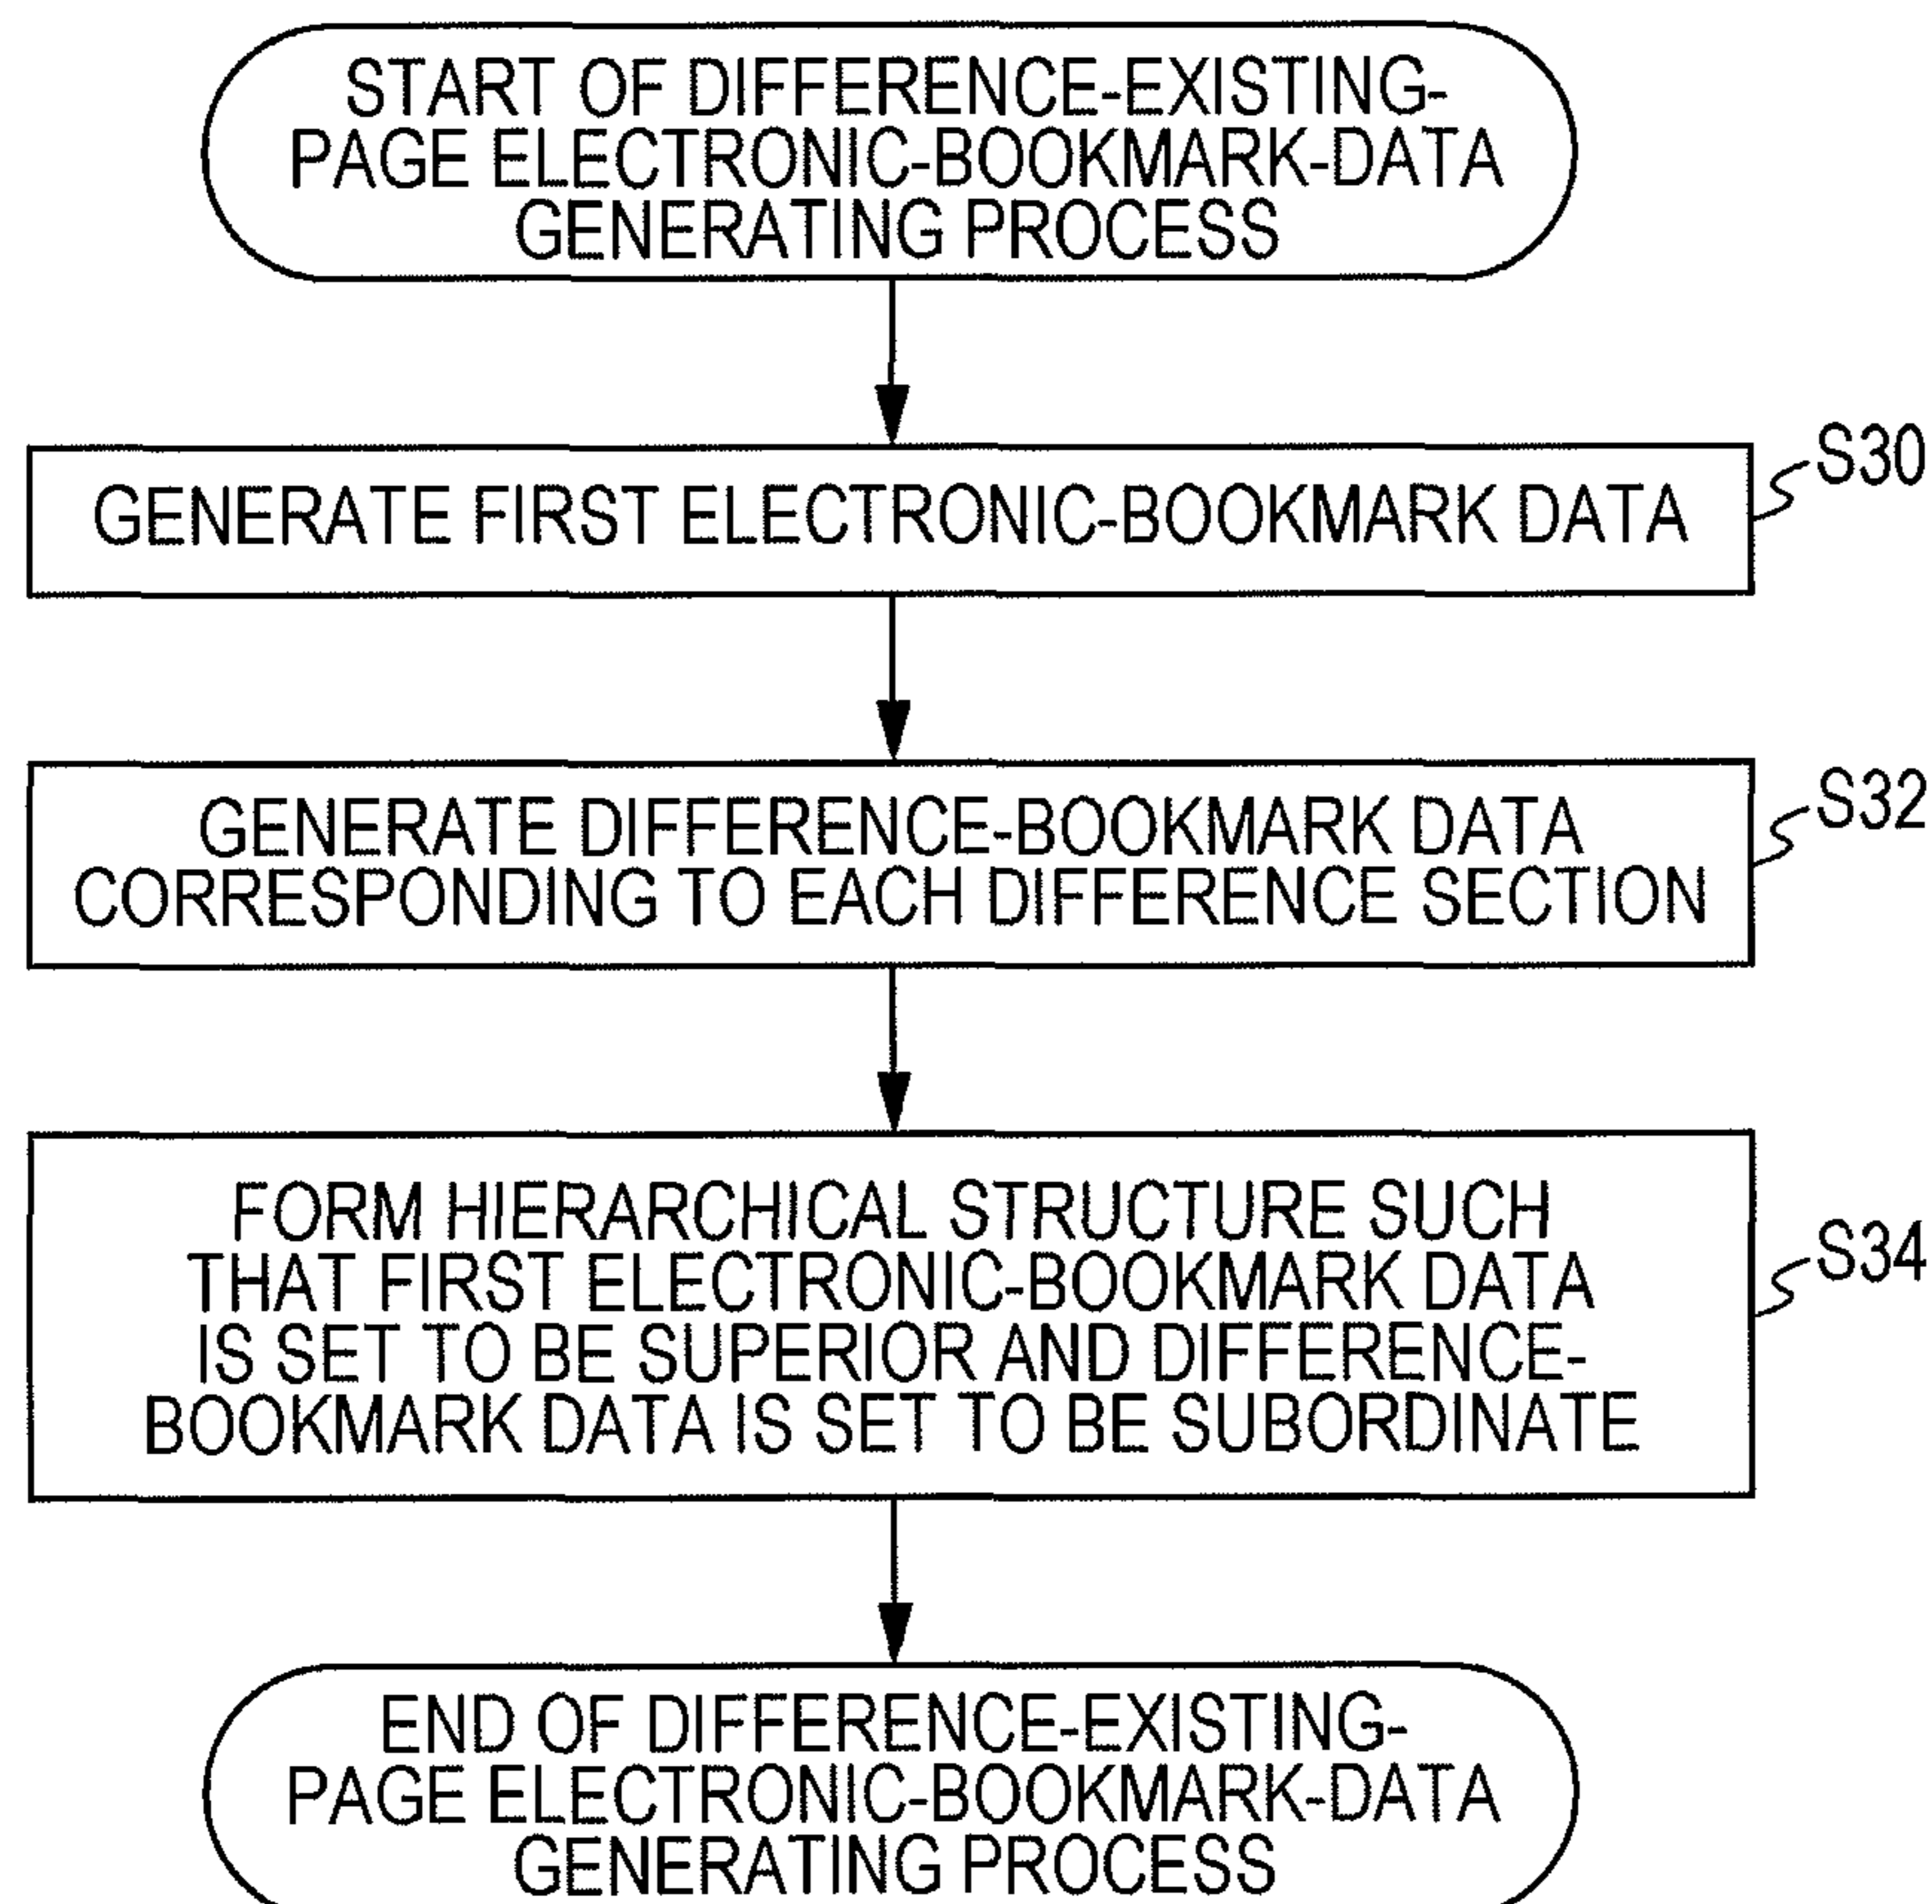 START OF DIFFERENCE-EXISTING-
PAGE ELECTRONIC-BOOKMARK-DATA
GENERATING PROCESS
S30
GENERATE FIRST ELECTRONIC-BOOKMARK DATA
S32
GENERATE DIFFERENCE-BOOKMARK DATA
CORRESPONDING TO EACH DIFFERENCE SECTION
FORM HIERARCHICAL STRUCTURE SUCH
S34
THAT FIRST ELECTRONIC-BOOKMARK DATA
IS SET TO BE SUPERIOR AND DIFFERENCE-
BOOKMARK DATA IS SET TO BE SUBORDINATE
END OF DIFFERENCE-EXISTING-
PAGE ELECTRONIC-BOOKMARK-DATA
GENERATING PROCESS